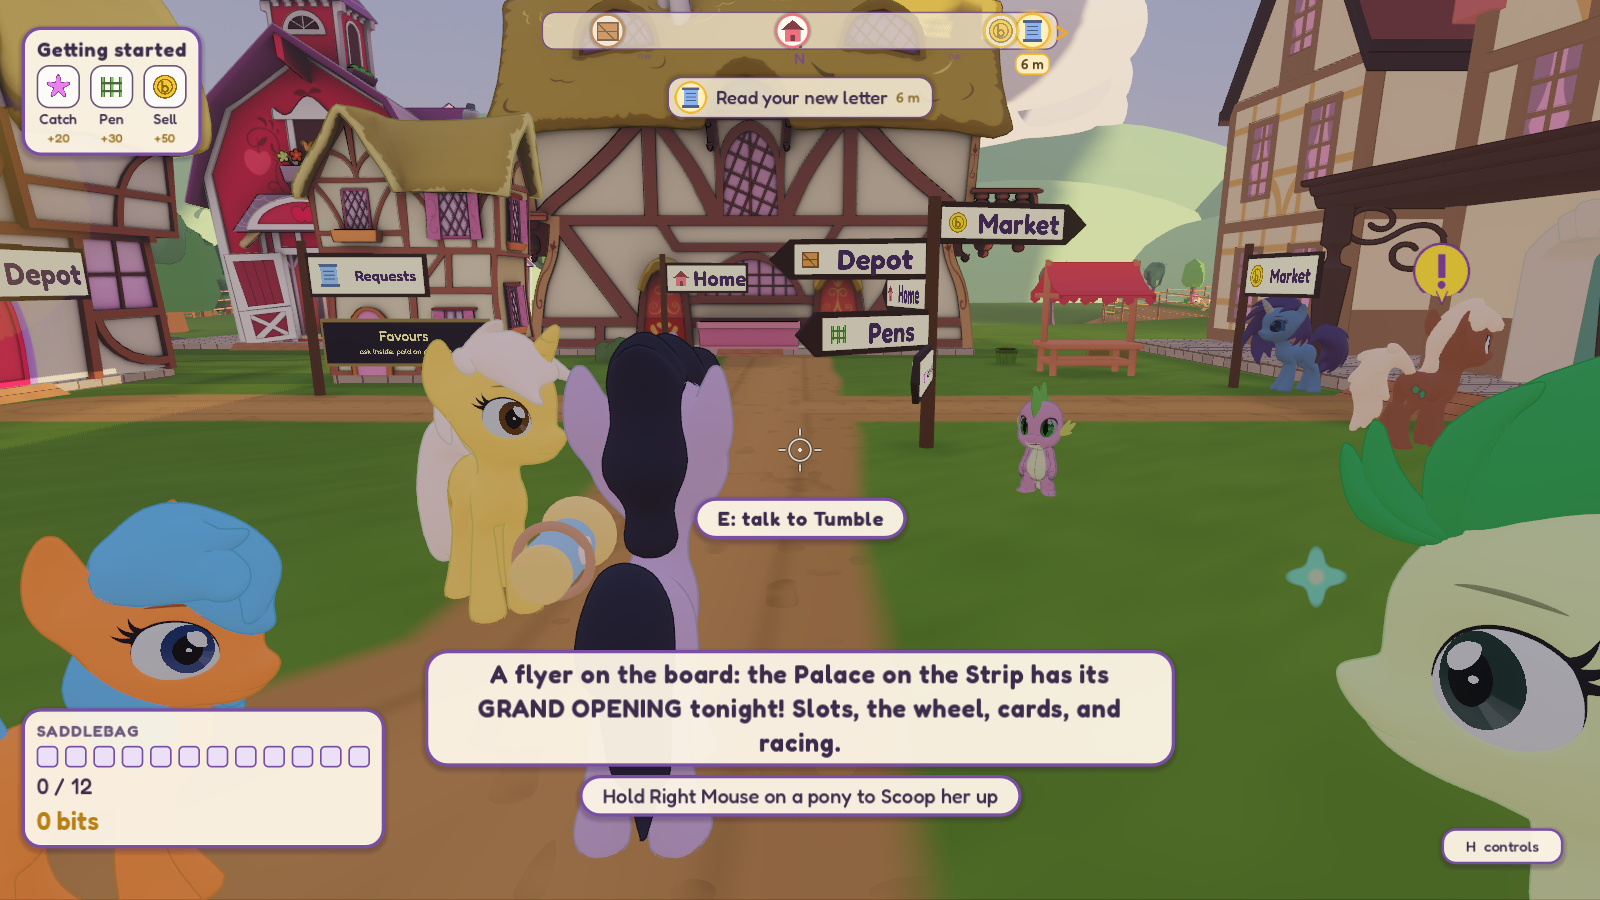 Getting started
Catch
Pen
Sell
+20
+30
+50
N
6 m
Read your new letter 6 m
Market
Depot
Home
Home
Pens
Depot
Requests
Favours
Market
E: talk to Tumble
A flyer on the board: the Palace on the Strip has its
GRAND OPENING tonight! Slots, the wheel, cards, and
racing.
Hold Right Mouse on a pony to Scoop her up
SADDLEBAG
0 / 12
0 bits
H controls